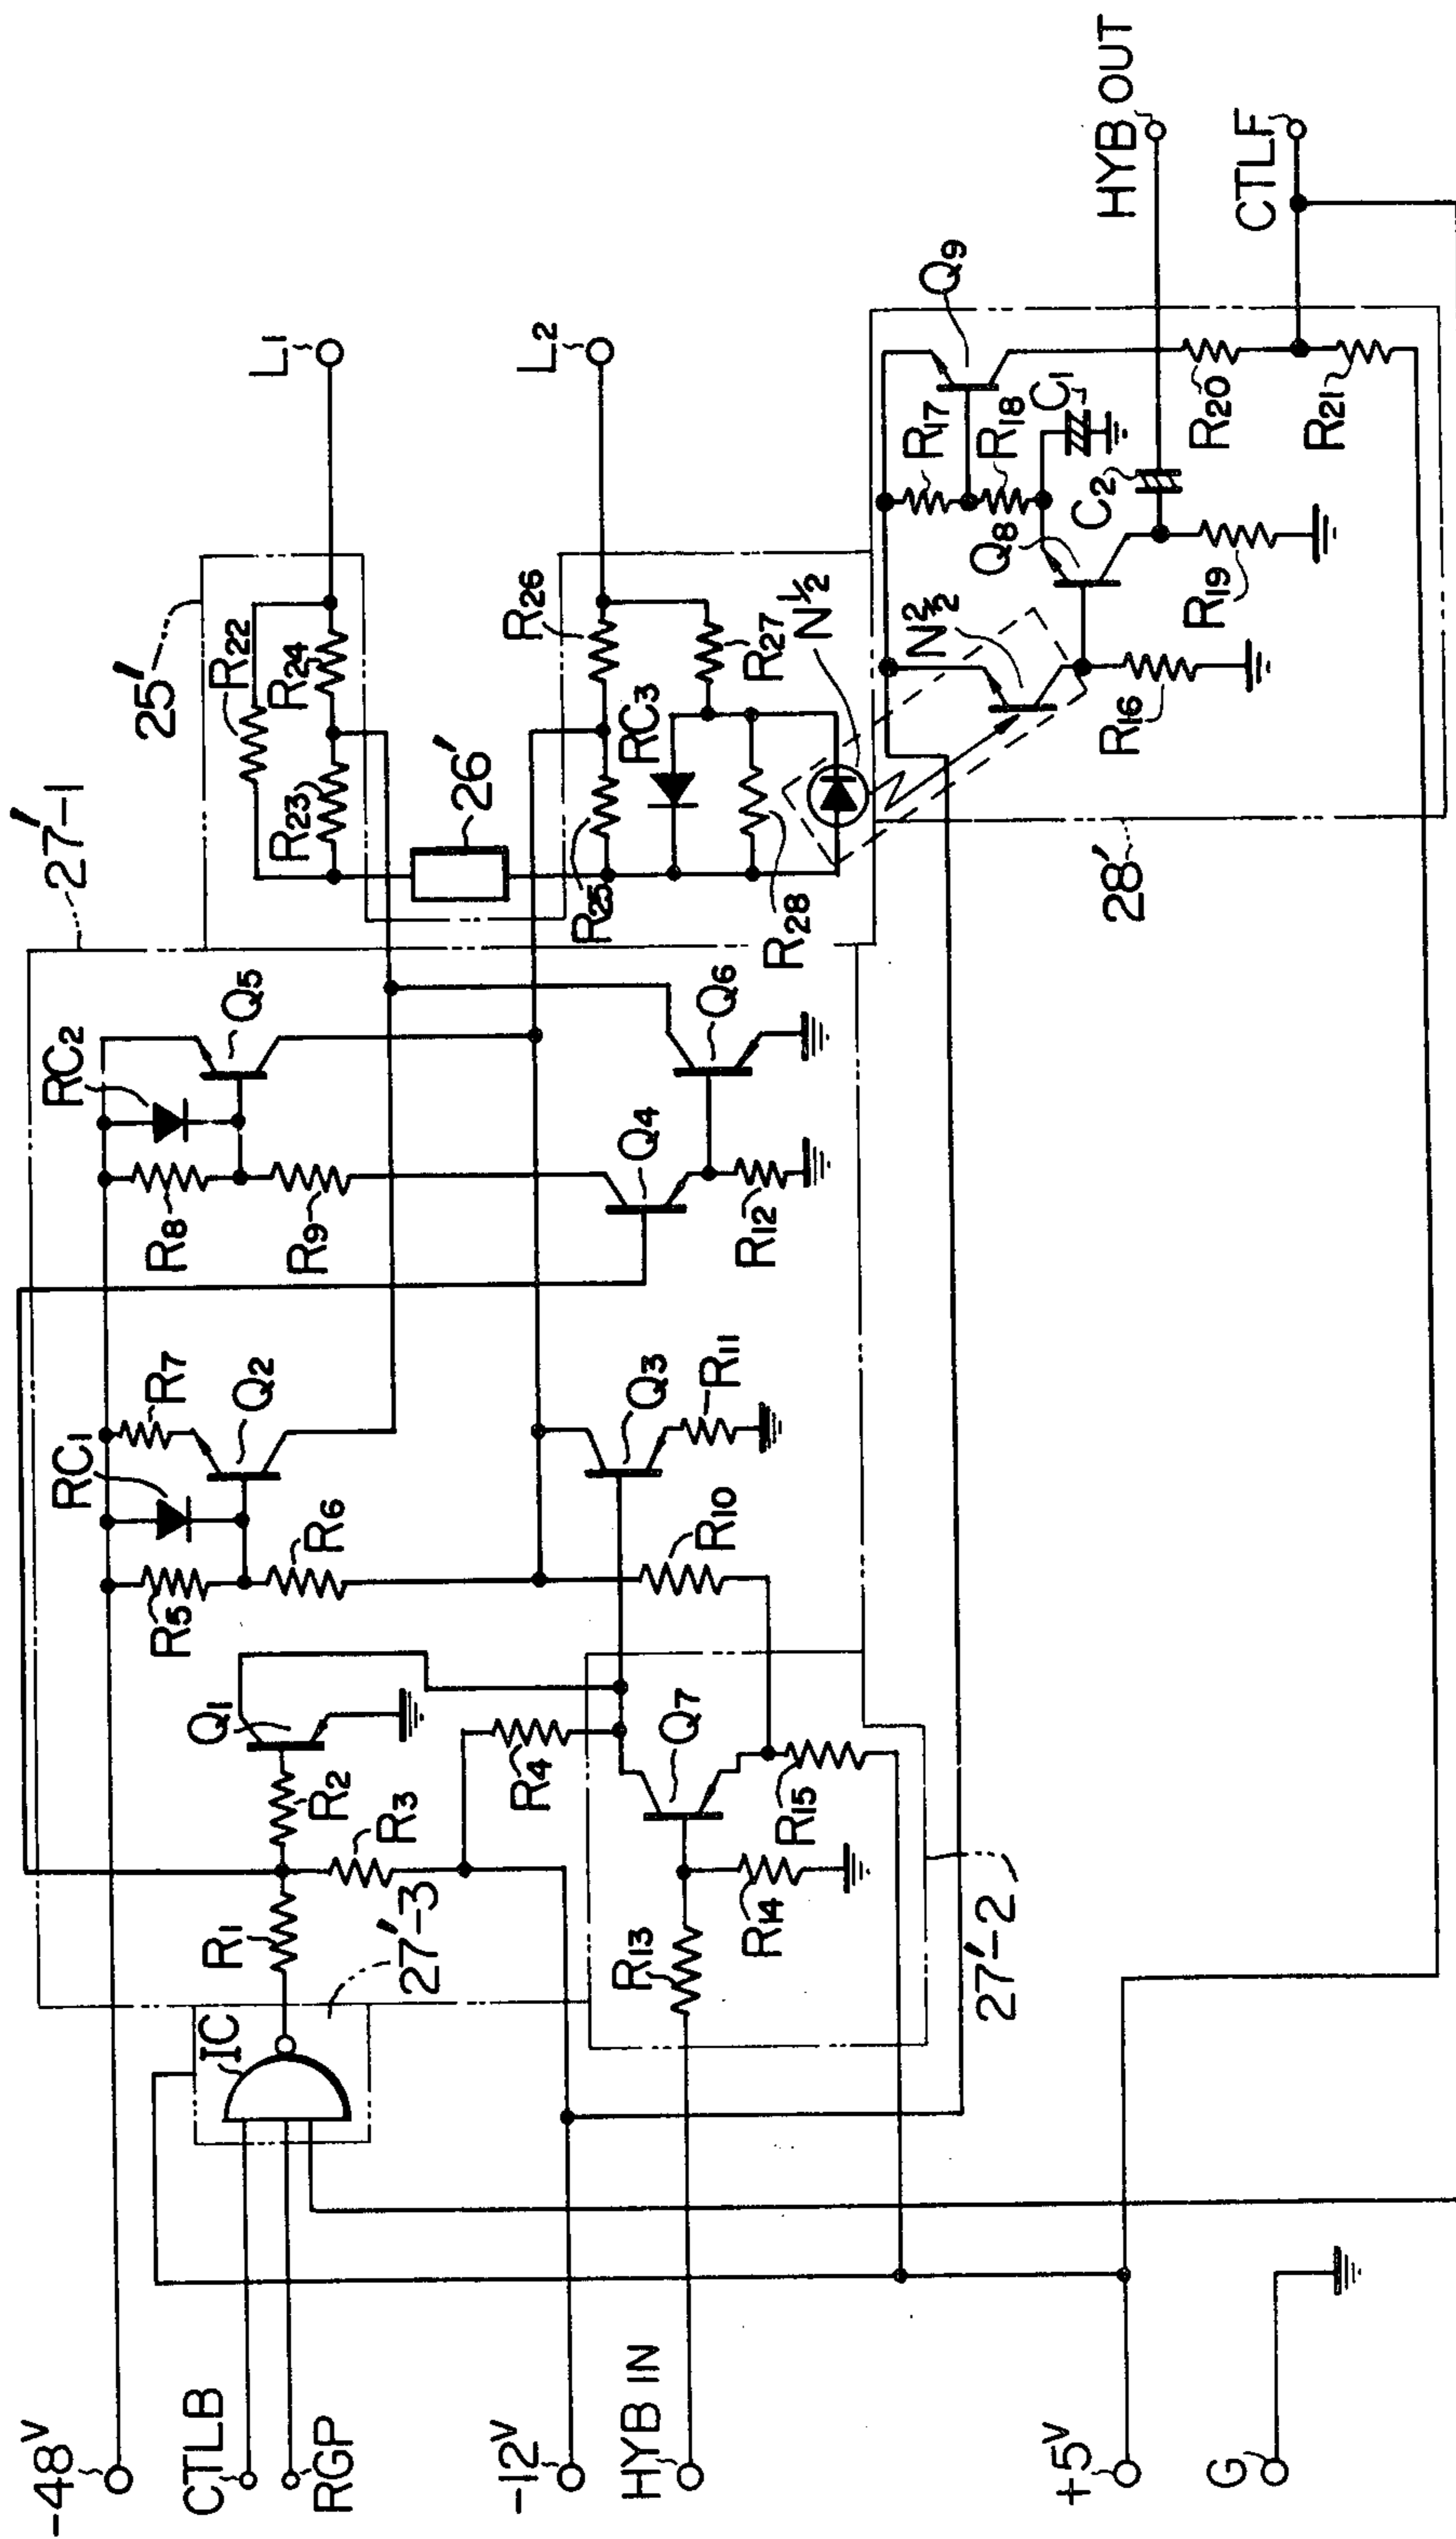 -48V
CTLB
RGP
-12V
HYB IN
+5V
G
IC
27'-3
R1
R2
R3
R4
Q1
R13
R14
R15
Q7
27'-2
R5
R6
RC1
R7
Q2
R10
Q3
R11
R8
R9
RC2
Q5
Q4
R12
Q6
27'-1
25'
R22
R23
R24
26'
L1
L2
R25
R26
RC3
R27
R28
N1/2
28'
N2/2
R16
Q8
R17
R18
C1
C2
R19
Q9
R20
R21
HYB OUT
CTLF